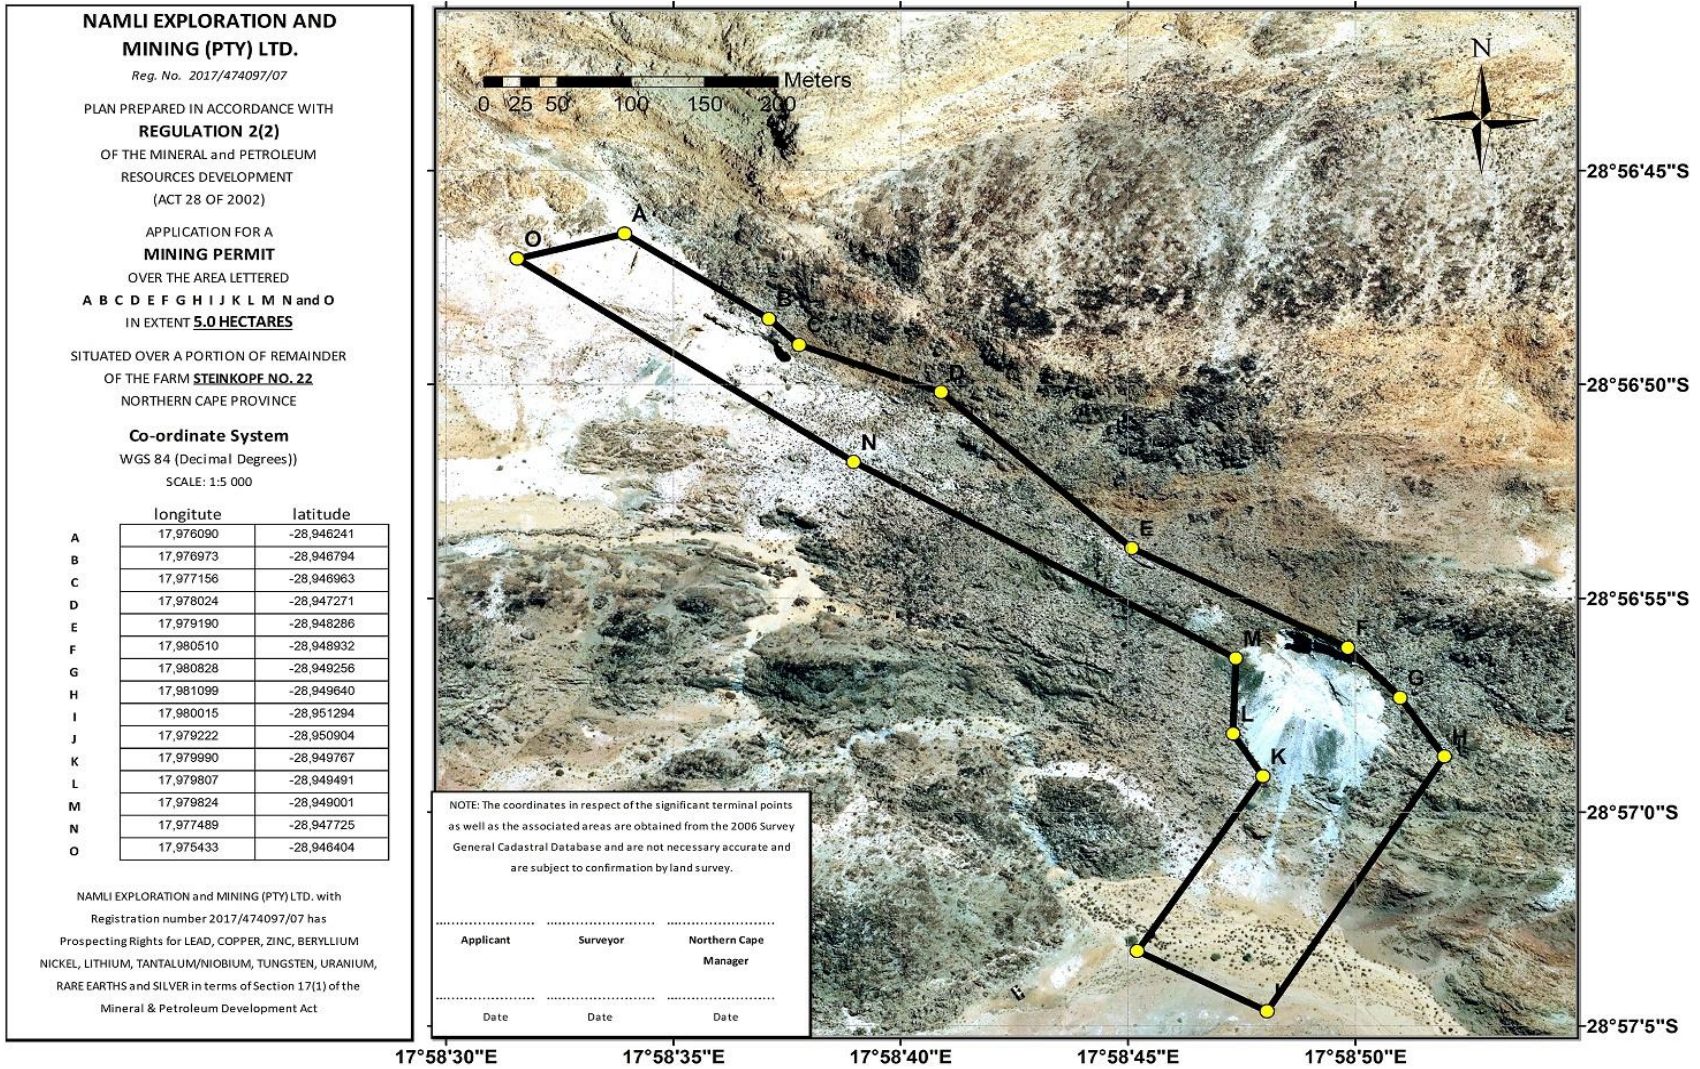 NAMLI EXPLORATION AND
MINING (PTY) LTD.
Reg. No. 2017/474097/07
PLAN PREPARED IN ACCORDANCE WITH
REGULATION 2(2)
OF THE MINERAL and PETROLEUM
RESOURCES DEVELOPMENT
(ACT 28 OF 2002)
APPLICATION FOR A
MINING PERMIT
OVER THE AREA LETTERED
A B C D E F G H I J K L M N and O
IN EXTENT 5.0 HECTARES
SITUATED OVER A PORTION OF REMAINDER
OF THE FARM STEINKOPF NO. 22
NORTHERN CAPE PROVINCE
Co-ordinate System
WGS 84 (Decimal Degrees))
SCALE: 1:5 000
longitute latitude
A 17,976090 -28,946241
B 17,976973 -28,946794
C 17,977156 -28,946963
D 17,978024 -28,947271
E 17,979190 -28,948286
F 17,980510 -28,948932
G 17,980828 -28,949256
H 17,981099 -28,949640
I 17,980015 -28,951294
J 17,979222 -28,950904
K 17,979990 -28,949767
L 17,979807 -28,949491
M 17,979824 -28,949001
N 17,977489 -28,947725
O 17,975433 -28,946404
NAMLI EXPLORATION and MINING (PTY) LTD. with
Registration number 2017/474097/07 has
Prospecting Rights for LEAD, COPPER, ZINC, BERYLLIUM
NICKEL, LITHIUM, TANTALUM/NIOBIUM, TUNGSTEN, URANIUM,
RARE EARTHS and SILVER in terms of Section 17(1) of the
Mineral & Petroleum Development Act
Meters
0 25 50 100 150 200
N
A
O
B
C
D
N
E
F
M
G
L
H
K
I
28°56'45"S
28°56'50"S
28°56'55"S
28°57'0"S
28°57'5"S
NOTE: The coordinates in respect of the significant terminal points
as well as the associated areas are obtained from the 2006 Survey
General Cadastral Database and are not necessary accurate and
are subject to confirmation by land survey.
Applicant Surveyor Northern Cape
Manager
Date Date Date
17°58'30"E 17°58'35"E 17°58'40"E 17°58'45"E 17°58'50"E